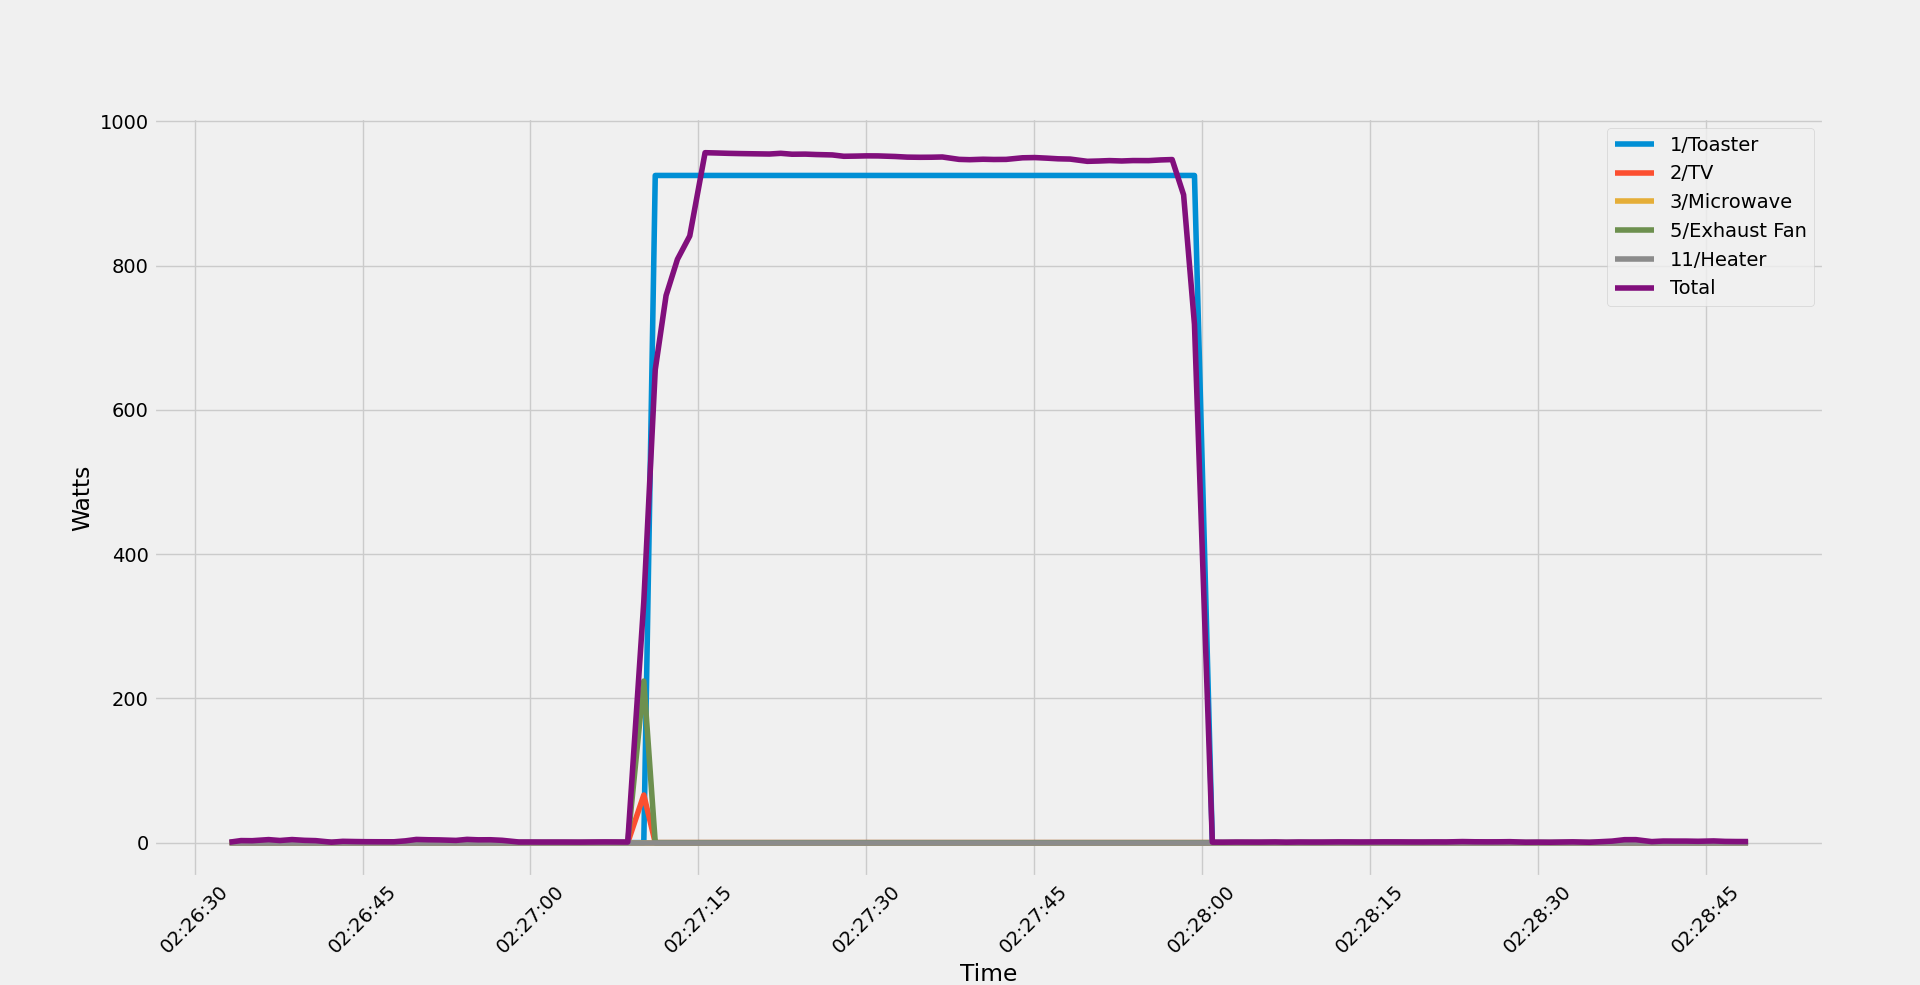 1000
800
600
400
200
0
Watts
1/Toaster
2/TV
3/Microwave
5/Exhaust Fan
11/Heater
Total
02:26:30
02:26:45
02:27:00
02:27:15
02:27:30
02:27:45
02:28:00
02:28:15
02:28:30
02:28:45
Time